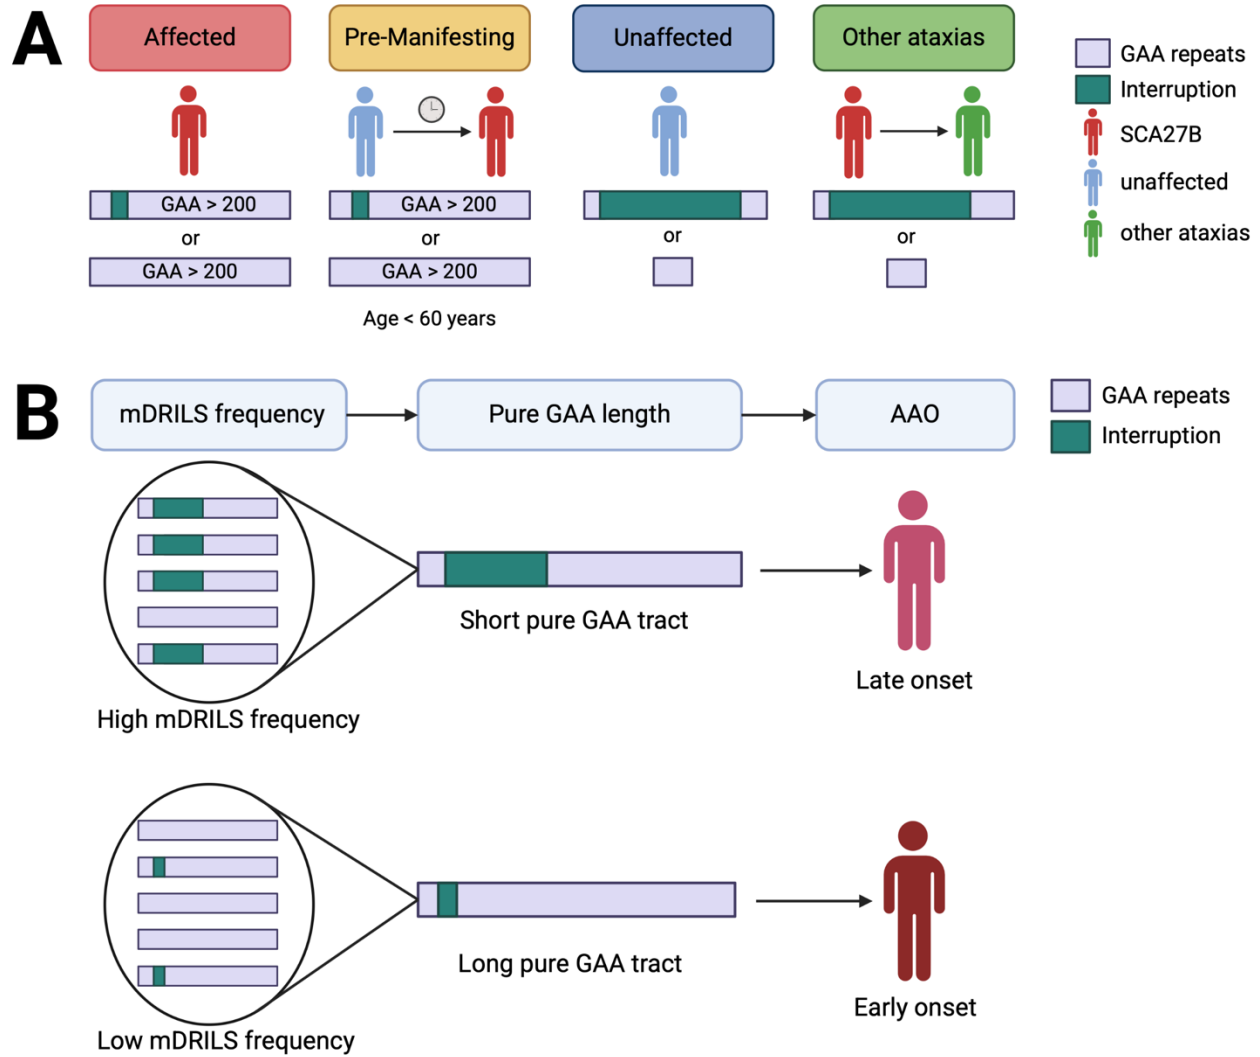 A
Affected
Pre-Manifesting
Unaffected
Other ataxias
GAA repeats
Interruption
SCA27B
unaffected
other ataxias
GAA > 200
GAA > 200
or
or
or
or
GAA > 200
GAA > 200
Age < 60 years
B
mDRILS frequency
Pure GAA length
AAO
GAA repeats
Interruption
Short pure GAA tract
Late onset
High mDRILS frequency
Long pure GAA tract
Early onset
Low mDRILS frequency